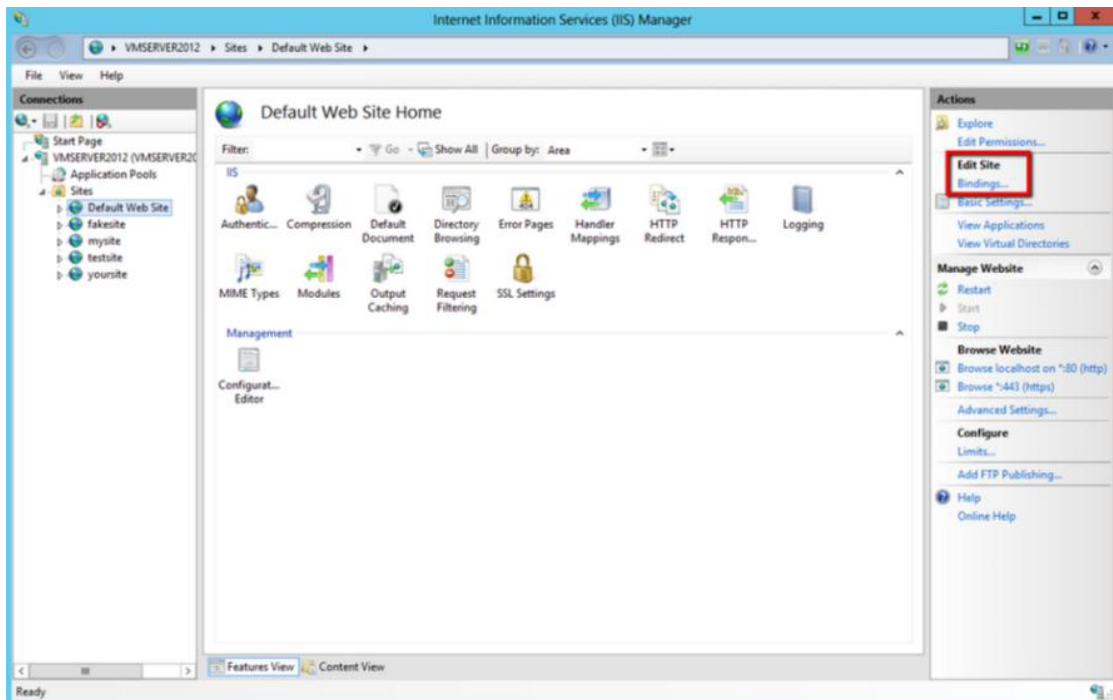 Internet Information Services (IIS) Manager
VMSERVER2012 Sites Default Web Site
File View Help
Connections
Start Page
VMSERVER2012 (VMSERVER20
Application Pools
Sites
Default Web Site
fakesite
mysite
testsite
yoursite
Default Web Site Home
Filter: Go Show All Group by: Area
IIS
Authentic... Compression Default Document Directory Browsing Error Pages Handler Mappings HTTP Redirect HTTP Respon... Logging
MIME Types Modules Output Caching Request Filtering SSL Settings
Management
Configurat... Editor
Features View Content View
Actions
Explore
Edit Permissions...
Edit Site
Bindings...
Basic Settings...
View Applications
View Virtual Directories
Manage Website
Restart
Start
Stop
Browse Website
Browse localhost on *:80 (http)
Browse *:443 (https)
Advanced Settings...
Configure
Limits...
Add FTP Publishing...
Help
Online Help
Ready